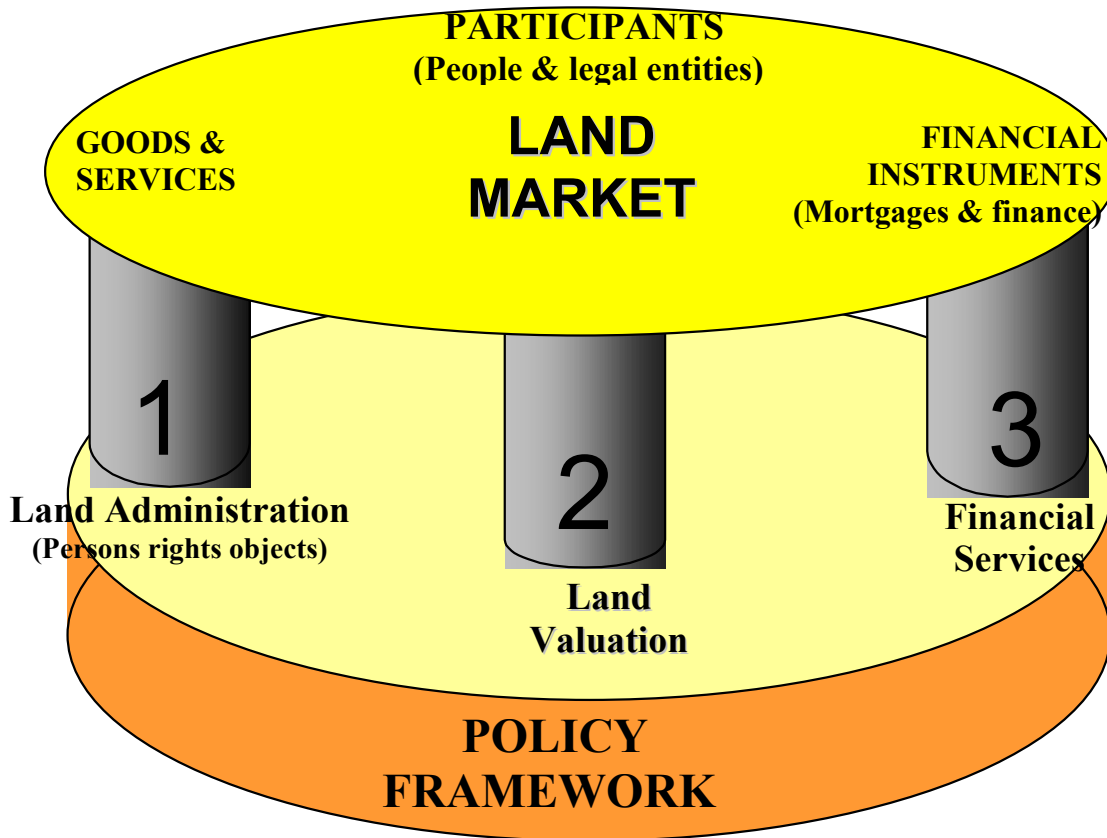 PARTICIPANTS
(People & legal entities)
LAND
MARKET
GOODS &
SERVICES
FINANCIAL
INSTRUMENTS
(Mortgages & finance)
1
2
3
Land Administration
(Persons rights objects)
Land
Valuation
Financial
Services
POLICY
FRAMEWORK